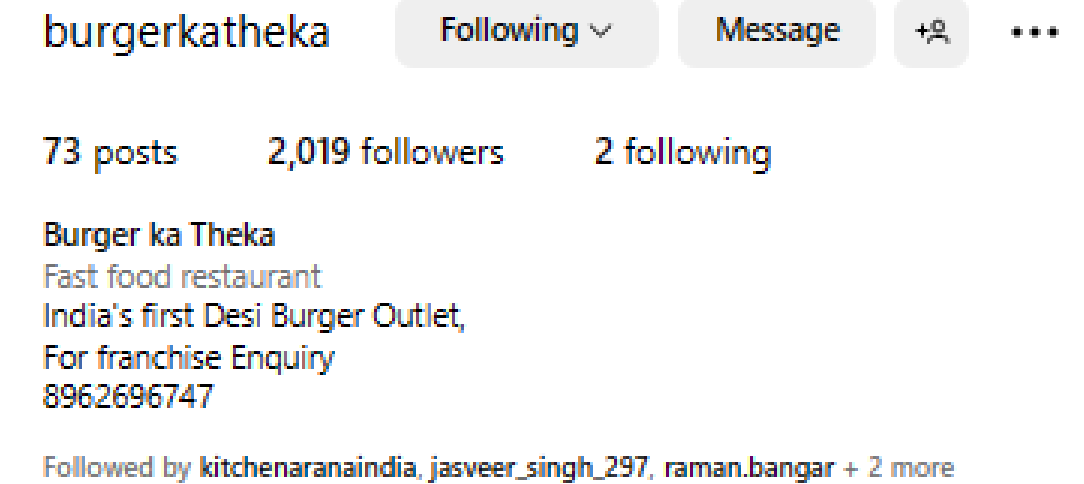 burgerkatheka Following Message
73 posts 2,019 followers 2 following
Burger ka Theka
Fast food restaurant
India's first Desi Burger Outlet,
For franchise Enquiry
8962696747
Followed by kitchenaranaindia, jasveer_singh_297, raman.bangar + 2 more